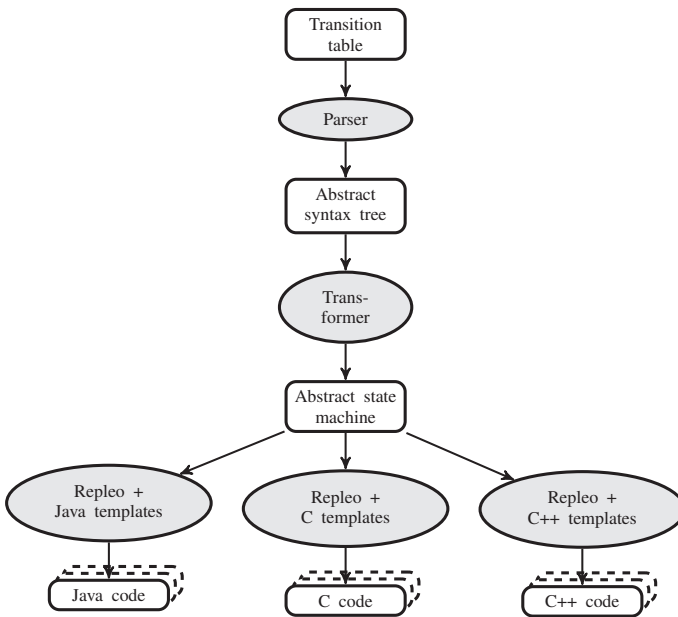 Transition
table
Parser
Abstract
syntax tree
Trans-
former
Abstract state
machine
Repleo +
Java templates
Repleo +
C templates
Repleo +
C++ templates
Java code
C code
C++ code